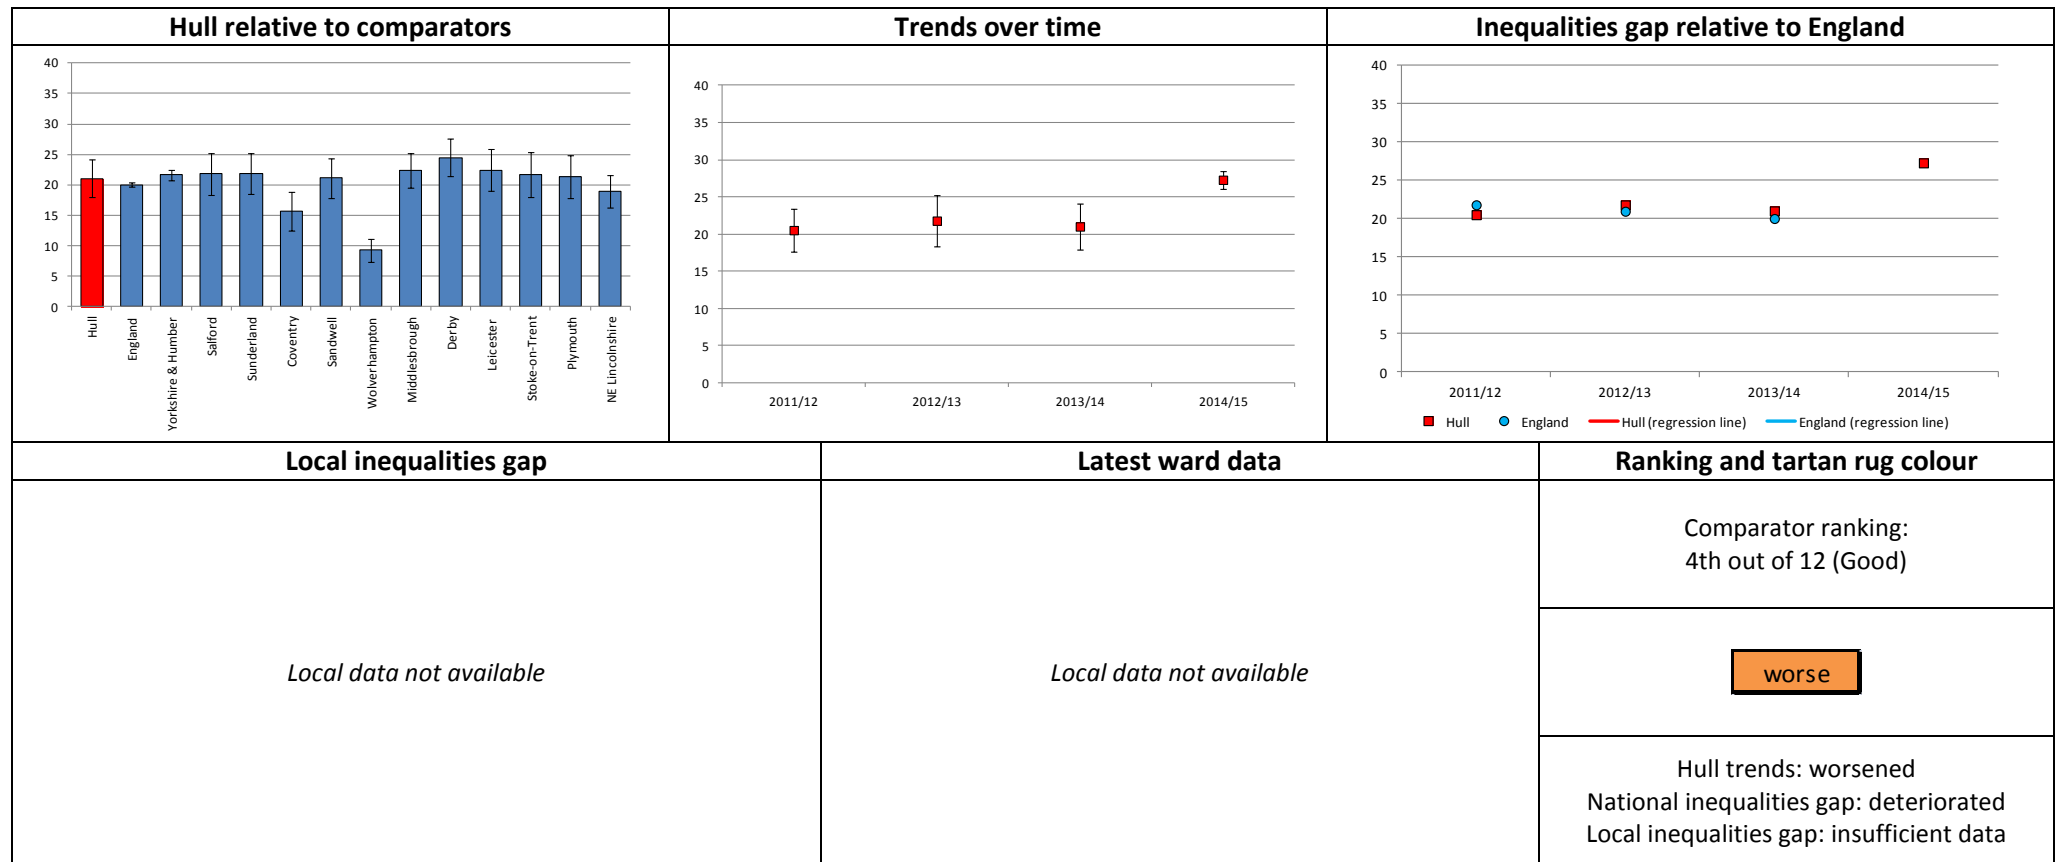 Hull relative to comparators
40
35
30
25
20
15
10
5
0
Hull
England
Yorkshire & Humber
Salford
Sunderland
Coventry
Sandwell
Wolverhampton
Middlesbrough
Derby
Leicester
Stoke-on-Trent
Plymouth
NE Lincolnshire
Trends over time
40
35
30
25
20
15
10
5
0
2011/12 2012/13 2013/14 2014/15
Inequalities gap relative to England
40
35
30
25
20
15
10
5
0
2011/12 2012/13 2013/14 2014/15
Hull England Hull (regression line) England (regression line)
Local inequalities gap
Local data not available
Latest ward data
Local data not available
Ranking and tartan rug colour
Comparator ranking:
4th out of 12 (Good)
worse
Hull trends: worsened
National inequalities gap: deteriorated
Local inequalities gap: insufficient data